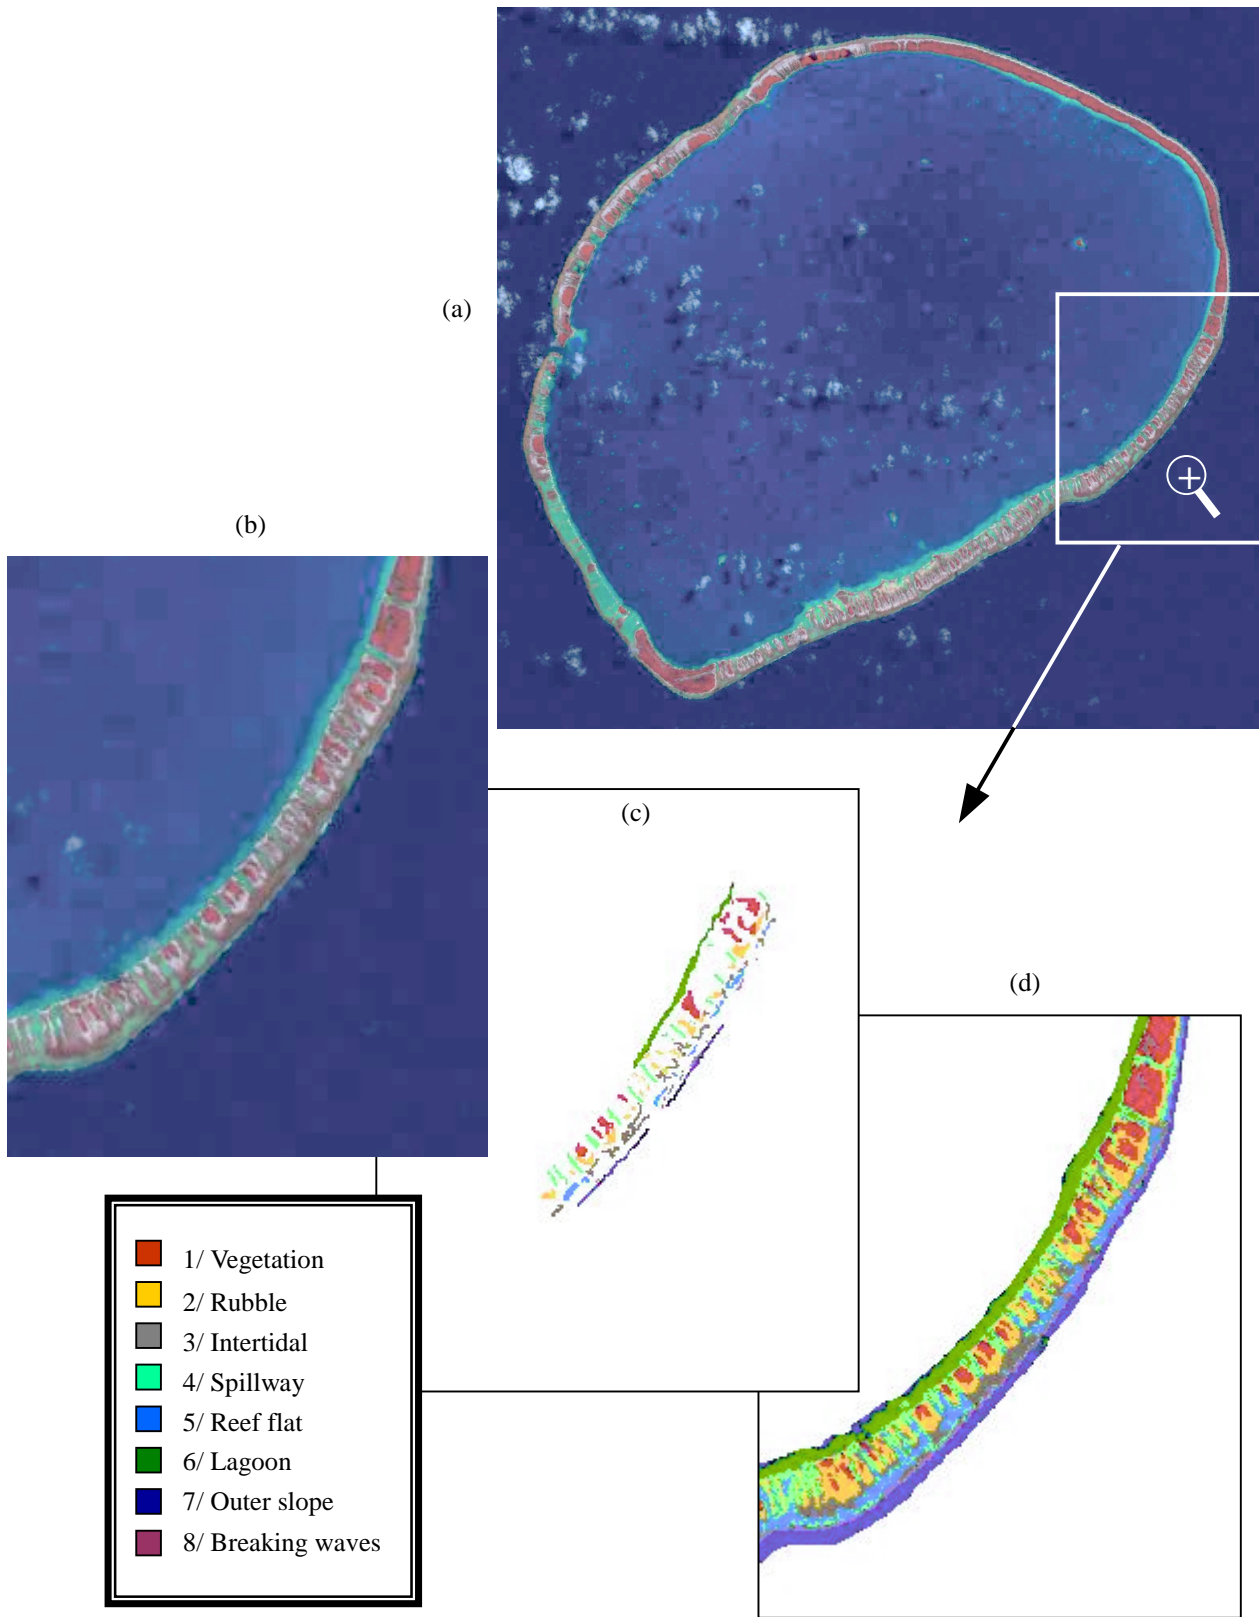 (a)
(b)
(c)
(d)
1/ Vegetation
2/ Rubble
3/ Intertidal
4/ Spillway
5/ Reef flat
6/ Lagoon
7/ Outer slope
8/ Breaking waves